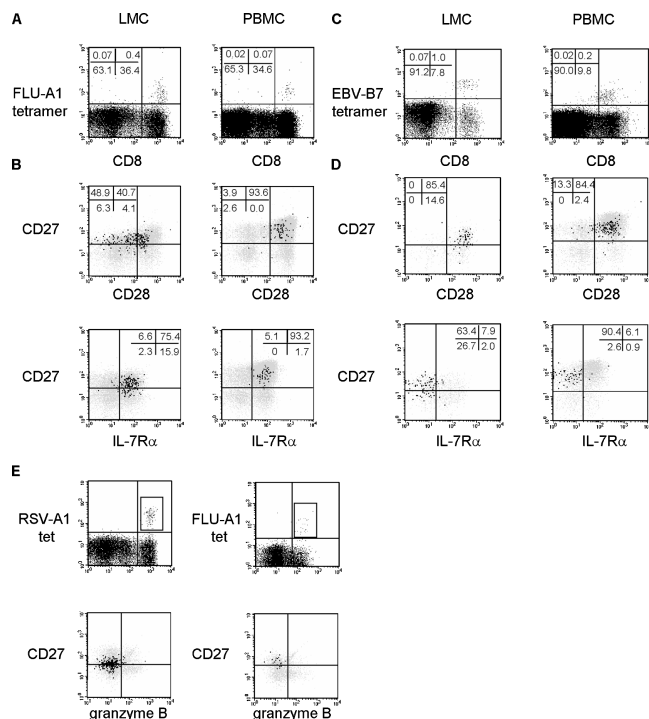 A LMC PBMC C LMC PBMC
0.07 0.4 0.02 0.07 0.07 1.0 0.02 0.2
63.1 36.4 65.3 34.6 91.2 7.8 90.0 9.8
FLU-A1 tetramer EBV-B7 tetramer
CD8 CD8 CD8 CD8
B D
48.9 40.7 3.9 93.6 0 85.4 13.3 84.4
6.3 4.1 2.6 0.0 0 14.6 0 2.4
CD27 CD27
CD28 CD28 CD28 CD28
6.6 75.4 5.1 93.2 63.4 7.9 90.4 6.1
2.3 15.9 0 1.7 26.7 2.0 2.6 0.9
CD27 CD27
IL-7Rα IL-7Rα IL-7Rα IL-7Rα
E
RSV-A1 tet FLU-A1 tet
CD27 CD27
granzyme B granzyme B